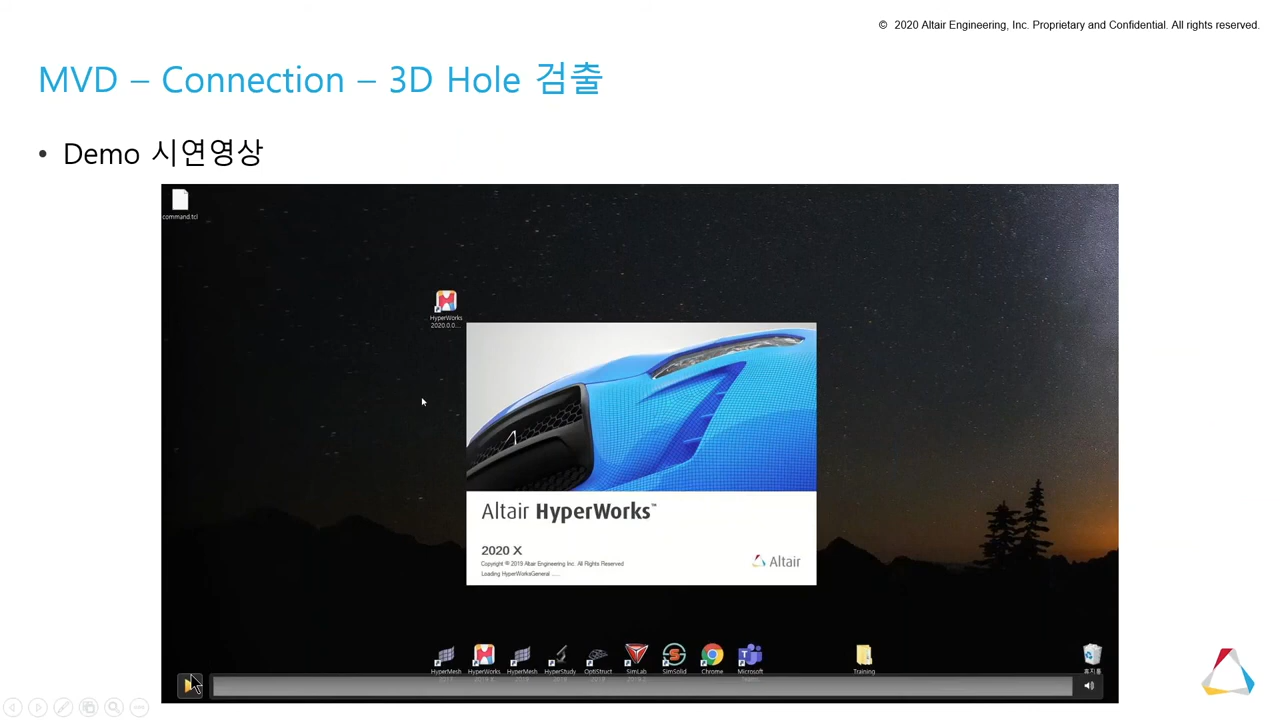 © 2020 Altair Engineering, Inc. Proprietary and Confidential. All rights reserved.
MVD – Connection – 3D Hole 검출
• Demo 시연영상
command.tcl
HyperWorks
2020.0.0...
Altair HyperWorks™
2020 X
Copyright © 2019 Altair Engineering Inc. All Rights Reserved
Loading HyperWorksGeneral .....
Altair
HyperMesh HyperWorks HyperMesh HyperStudy OptiStruct SimLab SimSolid Chrome Microsoft Training 휴지통